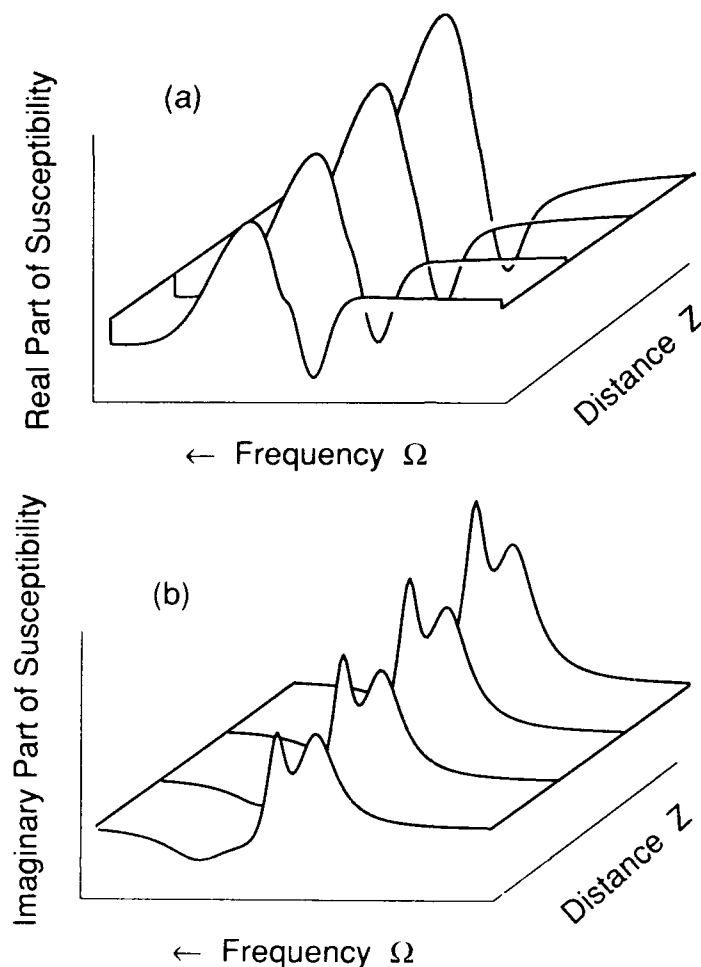 (a)
Real Part of Susceptibility
Distance Z
← Frequency Ω
(b)
Imaginary Part of Susceptibility
Distance Z
← Frequency Ω